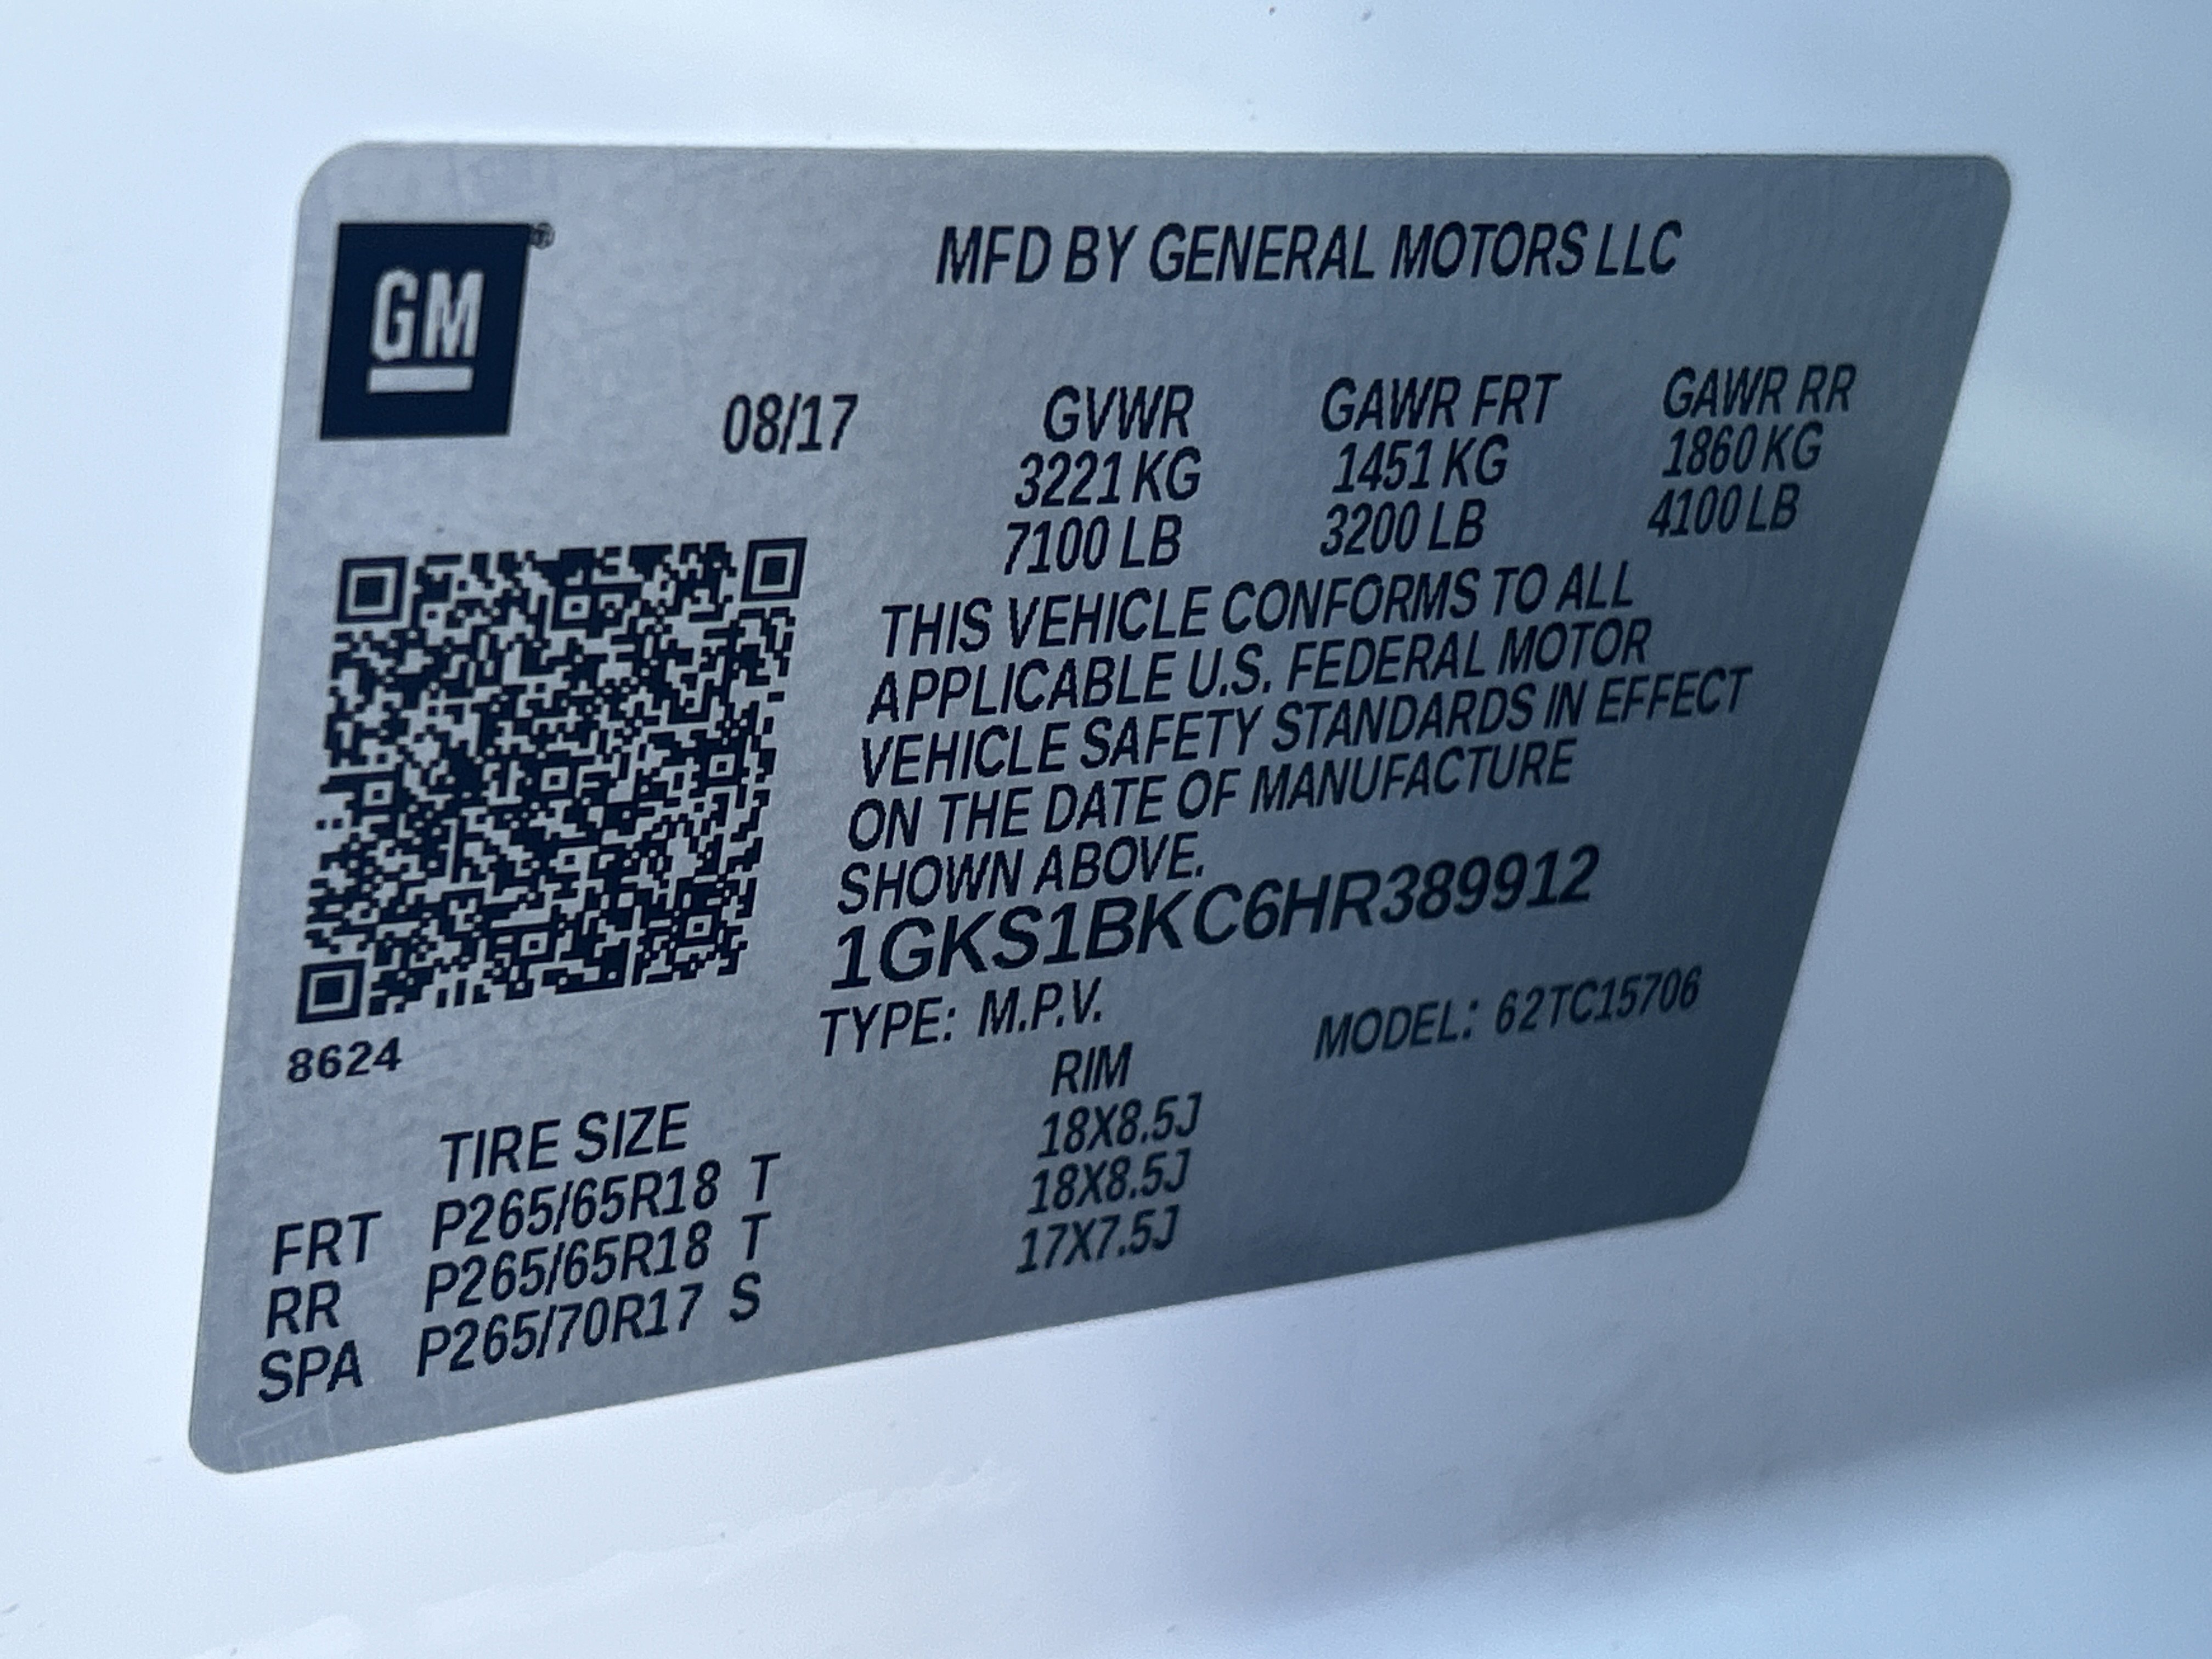 GM®
MFD BY GENERAL MOTORS LLC
08/17 GVWR GAWR FRT GAWR RR
3221 KG 1451 KG 1860 KG
7100 LB 3200 LB 4100 LB
THIS VEHICLE CONFORMS TO ALL
APPLICABLE U.S. FEDERAL MOTOR
VEHICLE SAFETY STANDARDS IN EFFECT
ON THE DATE OF MANUFACTURE
SHOWN ABOVE.
1GKS1BKC6HR389912
TYPE: M.P.V. MODEL: 62TC15706
8624
TIRE SIZE RIM
FRT P265/65R18 T 18X8.5J
RR P265/65R18 T 18X8.5J
SPA P265/70R17 S 17X7.5J